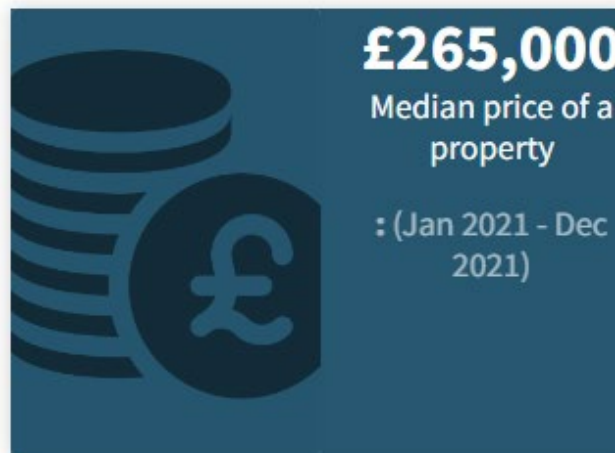 £265,000
Median price of a
property
: (Jan 2021 - Dec
2021)
£